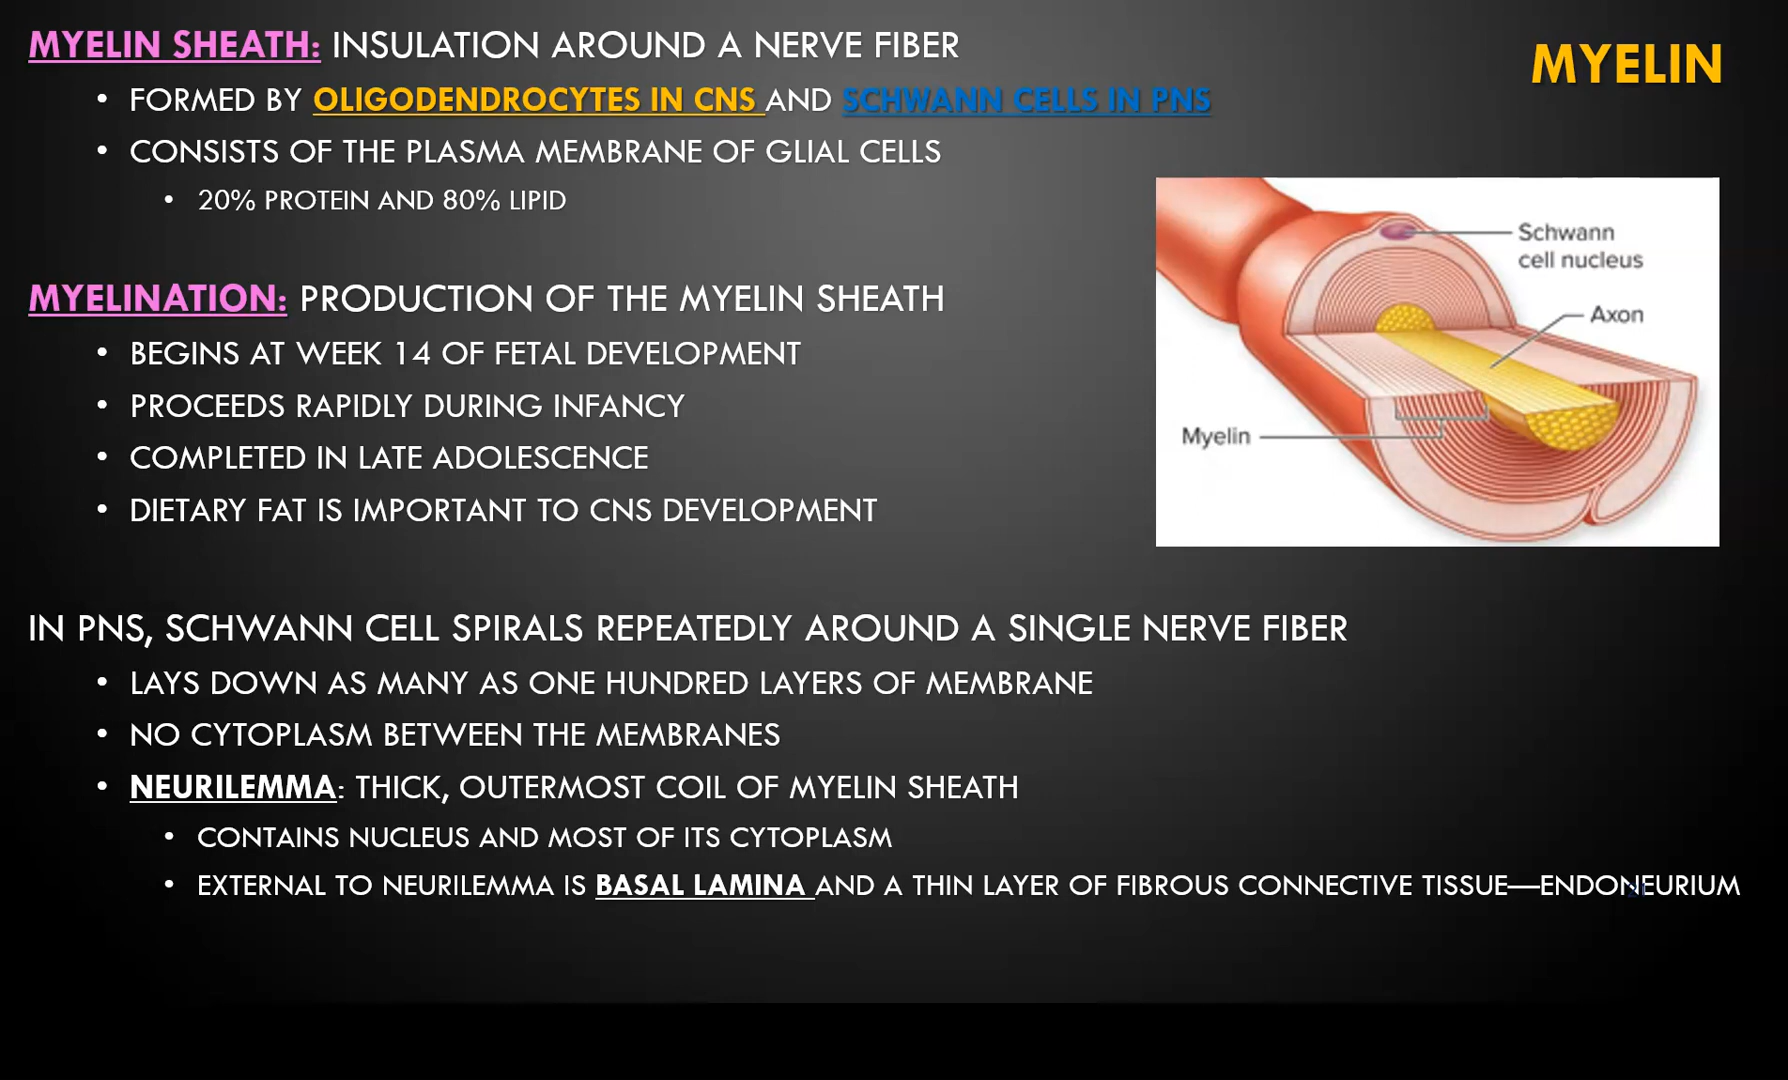 MYELIN SHEATH: INSULATION AROUND A NERVE FIBER
MYELIN
• FORMED BY OLIGODENDROCYTES IN CNS AND SCHWANN CELLS IN PNS
• CONSISTS OF THE PLASMA MEMBRANE OF GLIAL CELLS
• 20% PROTEIN AND 80% LIPID
Schwann
cell nucleus
Axon
Myelin
MYELINATION: PRODUCTION OF THE MYELIN SHEATH
• BEGINS AT WEEK 14 OF FETAL DEVELOPMENT
• PROCEEDS RAPIDLY DURING INFANCY
• COMPLETED IN LATE ADOLESCENCE
• DIETARY FAT IS IMPORTANT TO CNS DEVELOPMENT
IN PNS, SCHWANN CELL SPIRALS REPEATEDLY AROUND A SINGLE NERVE FIBER
• LAYS DOWN AS MANY AS ONE HUNDRED LAYERS OF MEMBRANE
• NO CYTOPLASM BETWEEN THE MEMBRANES
• NEURILEMMA: THICK, OUTERMOST COIL OF MYELIN SHEATH
• CONTAINS NUCLEUS AND MOST OF ITS CYTOPLASM
• EXTERNAL TO NEURILEMMA IS BASAL LAMINA AND A THIN LAYER OF FIBROUS CONNECTIVE TISSUE—ENDONEURIUM